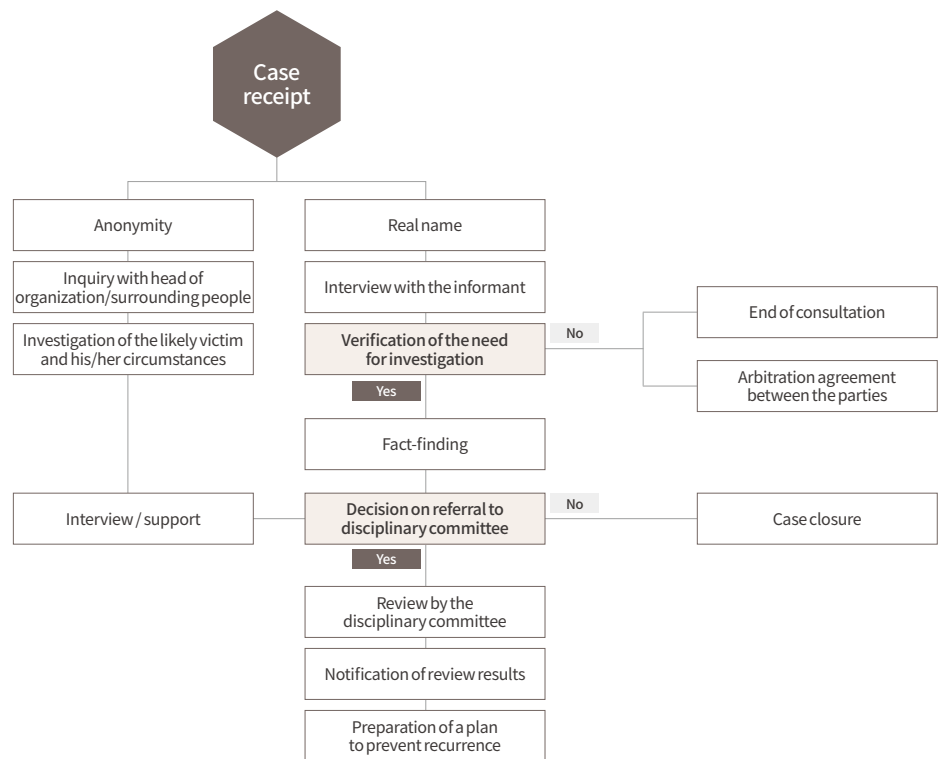 Case
receipt
Anonymity
Real name
Inquiry with head of
organization/surrounding people
Interview with the informant
Investigation of the likely victim
and his/her circumstances
Verification of the need
for investigation
No
End of consultation
Arbitration agreement
between the parties
Yes
Fact-finding
Interview / support
Decision on referral to
disciplinary committee
No
Case closure
Yes
Review by the
disciplinary committee
Notification of review results
Preparation of a plan
to prevent recurrence